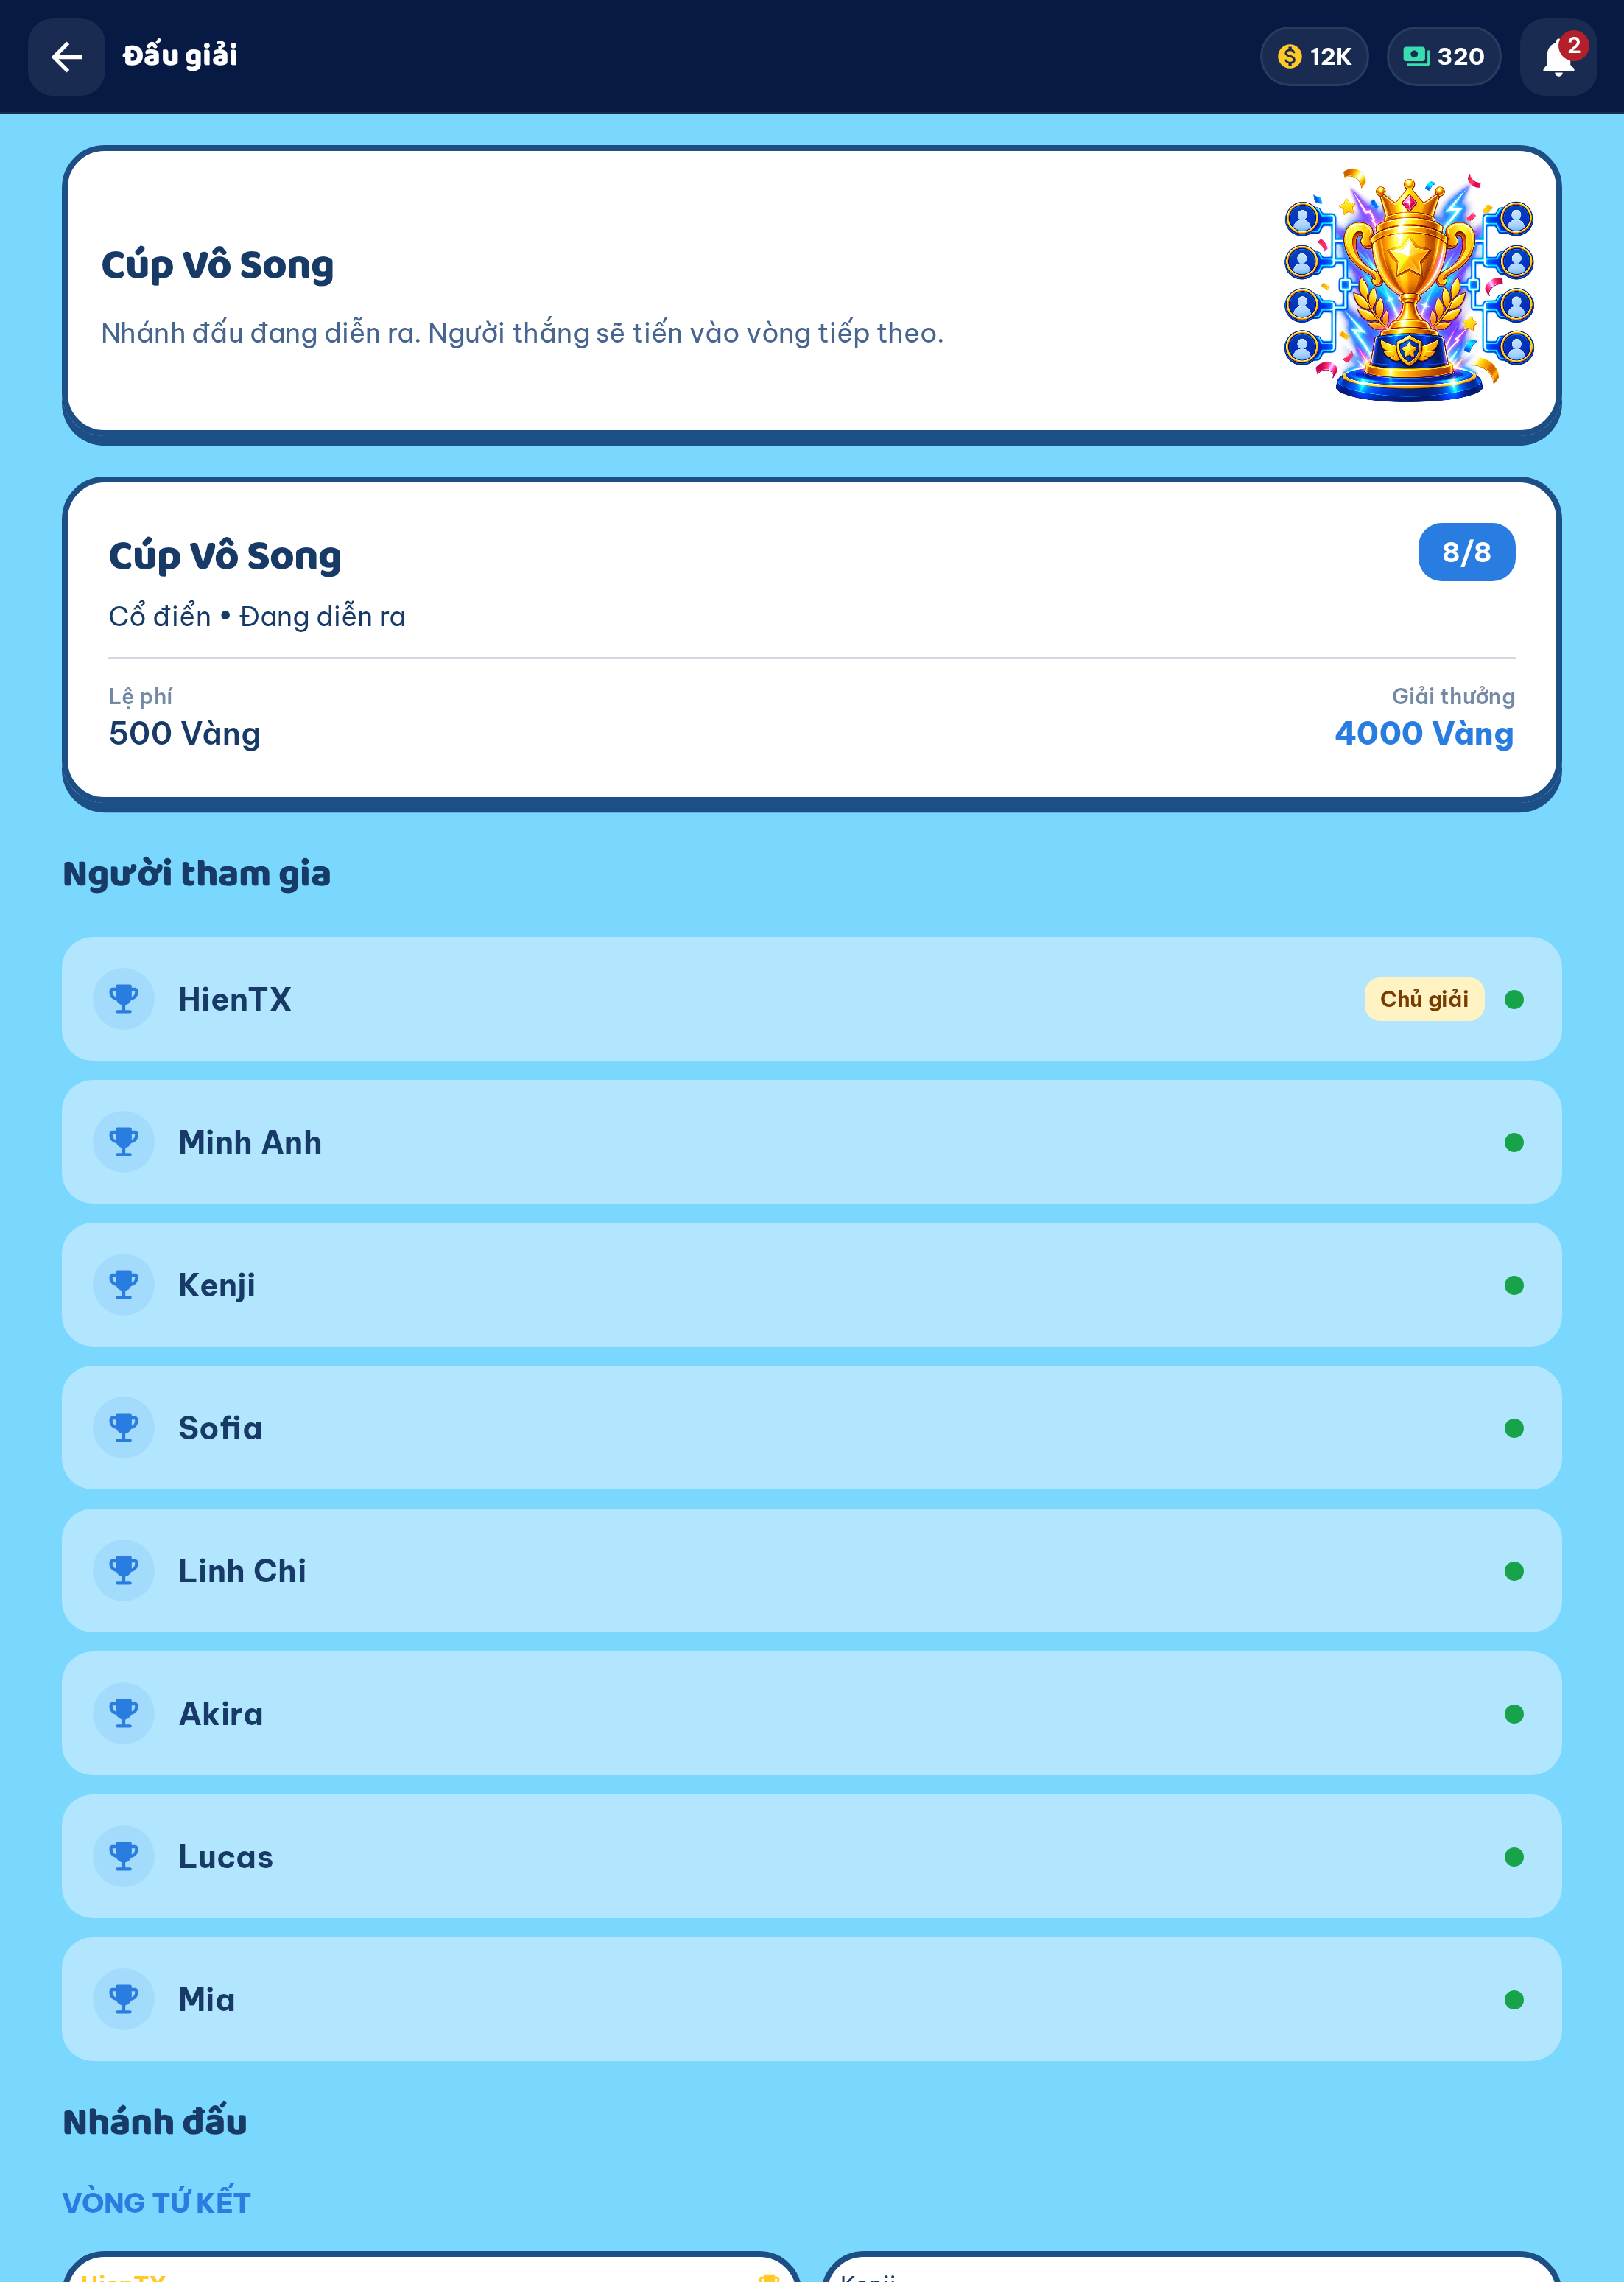 Đấu giải
12K
320
2
Cúp Vô Song
Nhánh đấu đang diễn ra. Người thắng sẽ tiến vào vòng tiếp theo.
Cúp Vô Song
8/8
Cổ điển • Đang diễn ra
Lệ phí
Giải thưởng
500 Vàng
4000 Vàng
Người tham gia
HienTX
Chủ giải
Minh Anh
Kenji
Sofia
Linh Chi
Akira
Lucas
Mia
Nhánh đấu
VÒNG TỨ KẾT
HienTX
Kenji